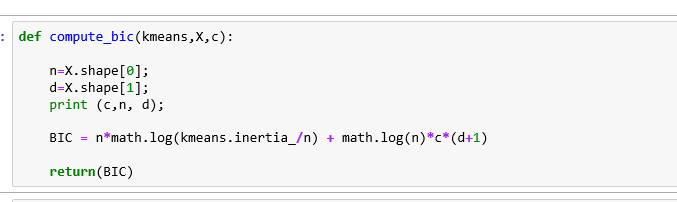 : def compute_bic(kmeans,X,c):
n=X.shape[0];
d=X.shape[1];
print (c,n, d);
BIC = n*math.log(kmeans.inertia_/n) + math.log(n)*c*(d+1)
return(BIC)